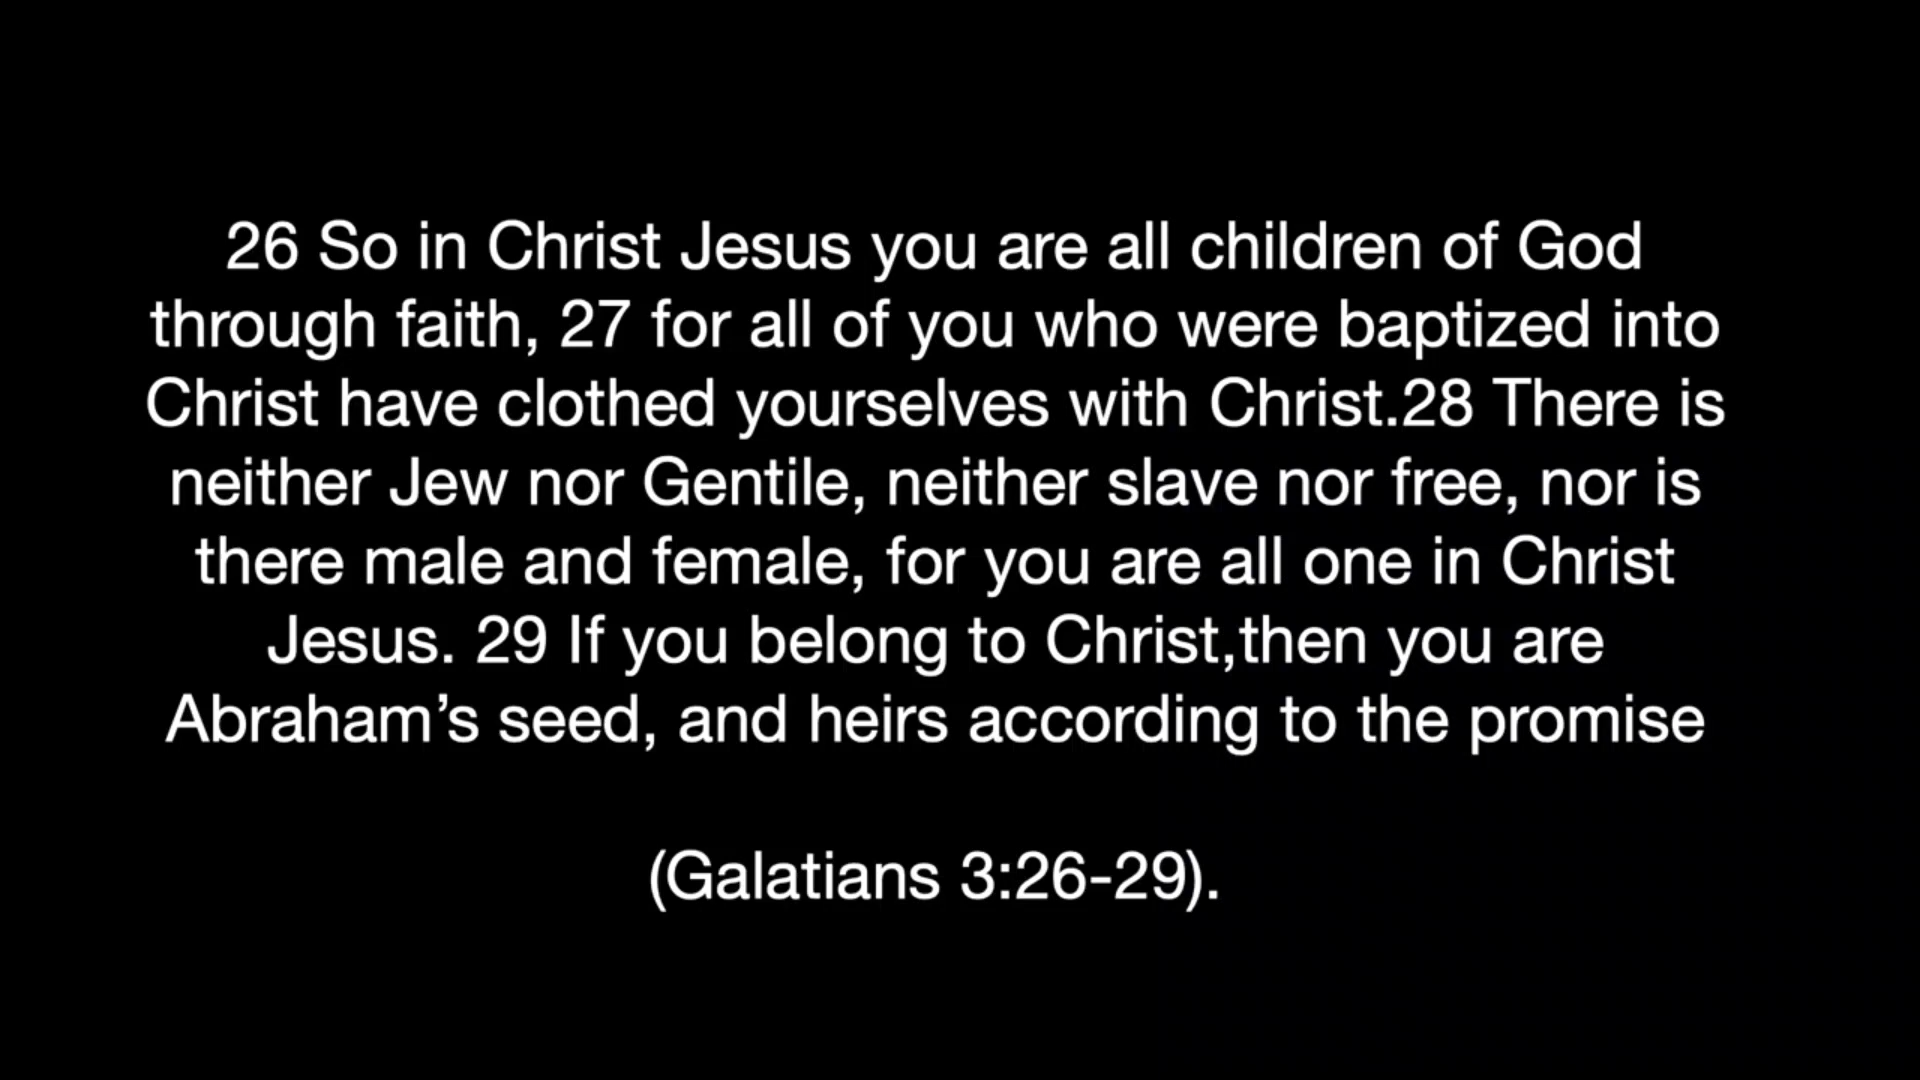 26 So in Christ Jesus you are all children of God
through faith, 27 for all of you who were baptized into
Christ have clothed yourselves with Christ.28 There is
neither Jew nor Gentile, neither slave nor free, nor is
there male and female, for you are all one in Christ
Jesus. 29 If you belong to Christ,then you are
Abraham’s seed, and heirs according to the promise
(Galatians 3:26-29).